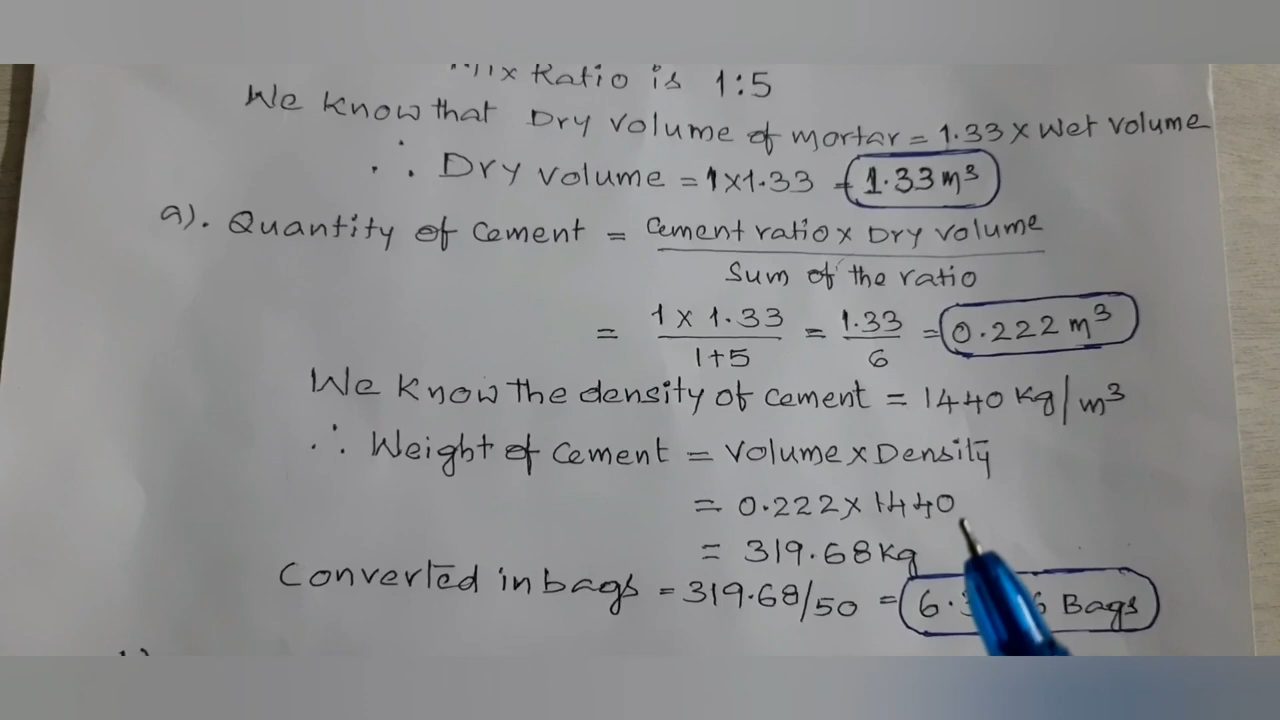 Mix Ratio is 1:5
We know that Dry volume of mortar = 1.33 x wet volume
∴ Dry volume = 1x1.33 = 1.33 m³
a). Quantity of cement = Cement ratio x Dry volume
Sum of the ratio
= 1 x 1.33 / 1+5 = 1.33 / 6 = 0.222 m³
We know the density of cement = 1440 kg/m³
∴ Weight of cement = Volume x Density
= 0.222 x 1440
= 319.68 kg
Converted in bags = 319.68/50 = Bags